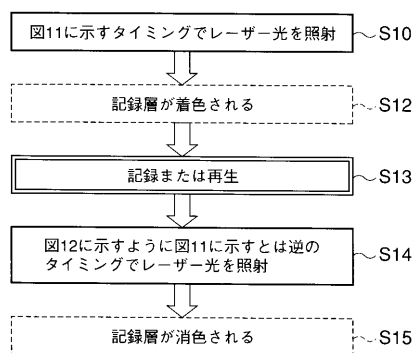 図11に示すタイミングでレーザー光を照射 S10
記録層が着色される S12
記録または再生 S13
図12に示すように図11に示すとは逆の
タイミングでレーザー光を照射 S14
記録層が消色される S15